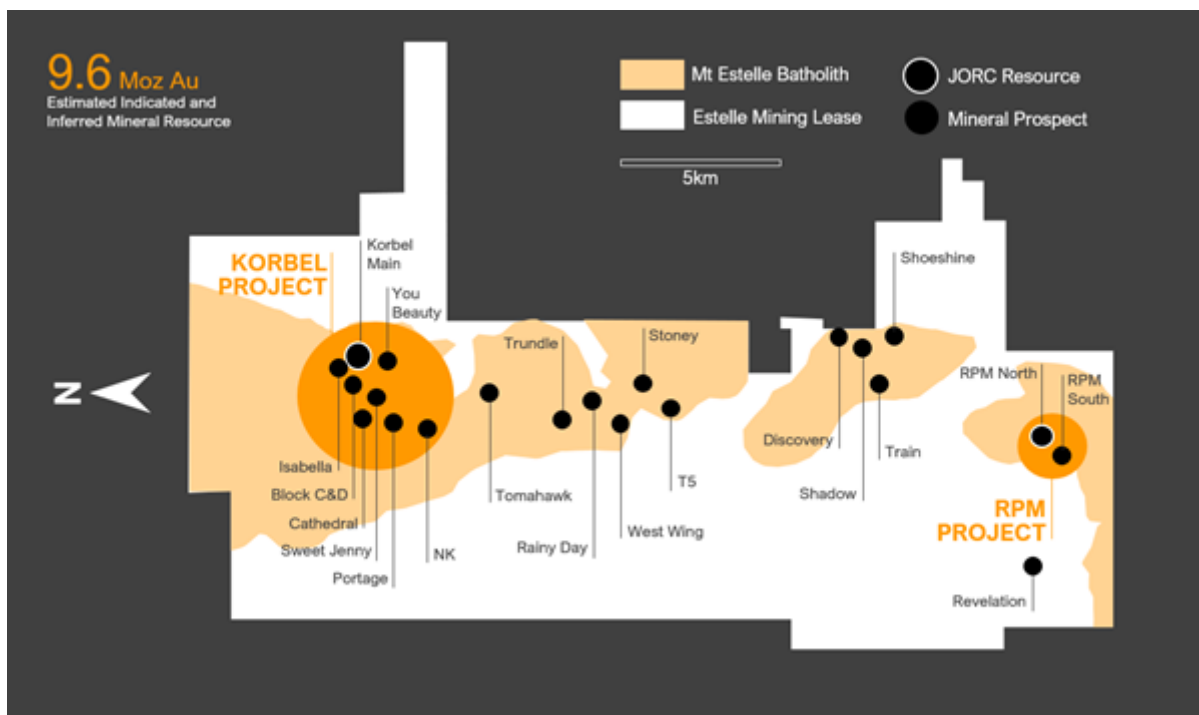 9.6 Moz Au
Estimated Indicated and
Inferred Mineral Resource
Mt Estelle Batholith
Estelle Mining Lease
JORC Resource
Mineral Prospect
5km
N
KORBEL
PROJECT
Korbel
Main
You
Beauty
Trundle
Stoney
Shoeshine
RPM North
RPM
South
Isabella
Block C&D
Cathedral
Sweet Jenny
Portage
NK
Tomahawk
Rainy Day
West Wing
T5
Discovery
Shadow
Train
RPM
PROJECT
Revelation